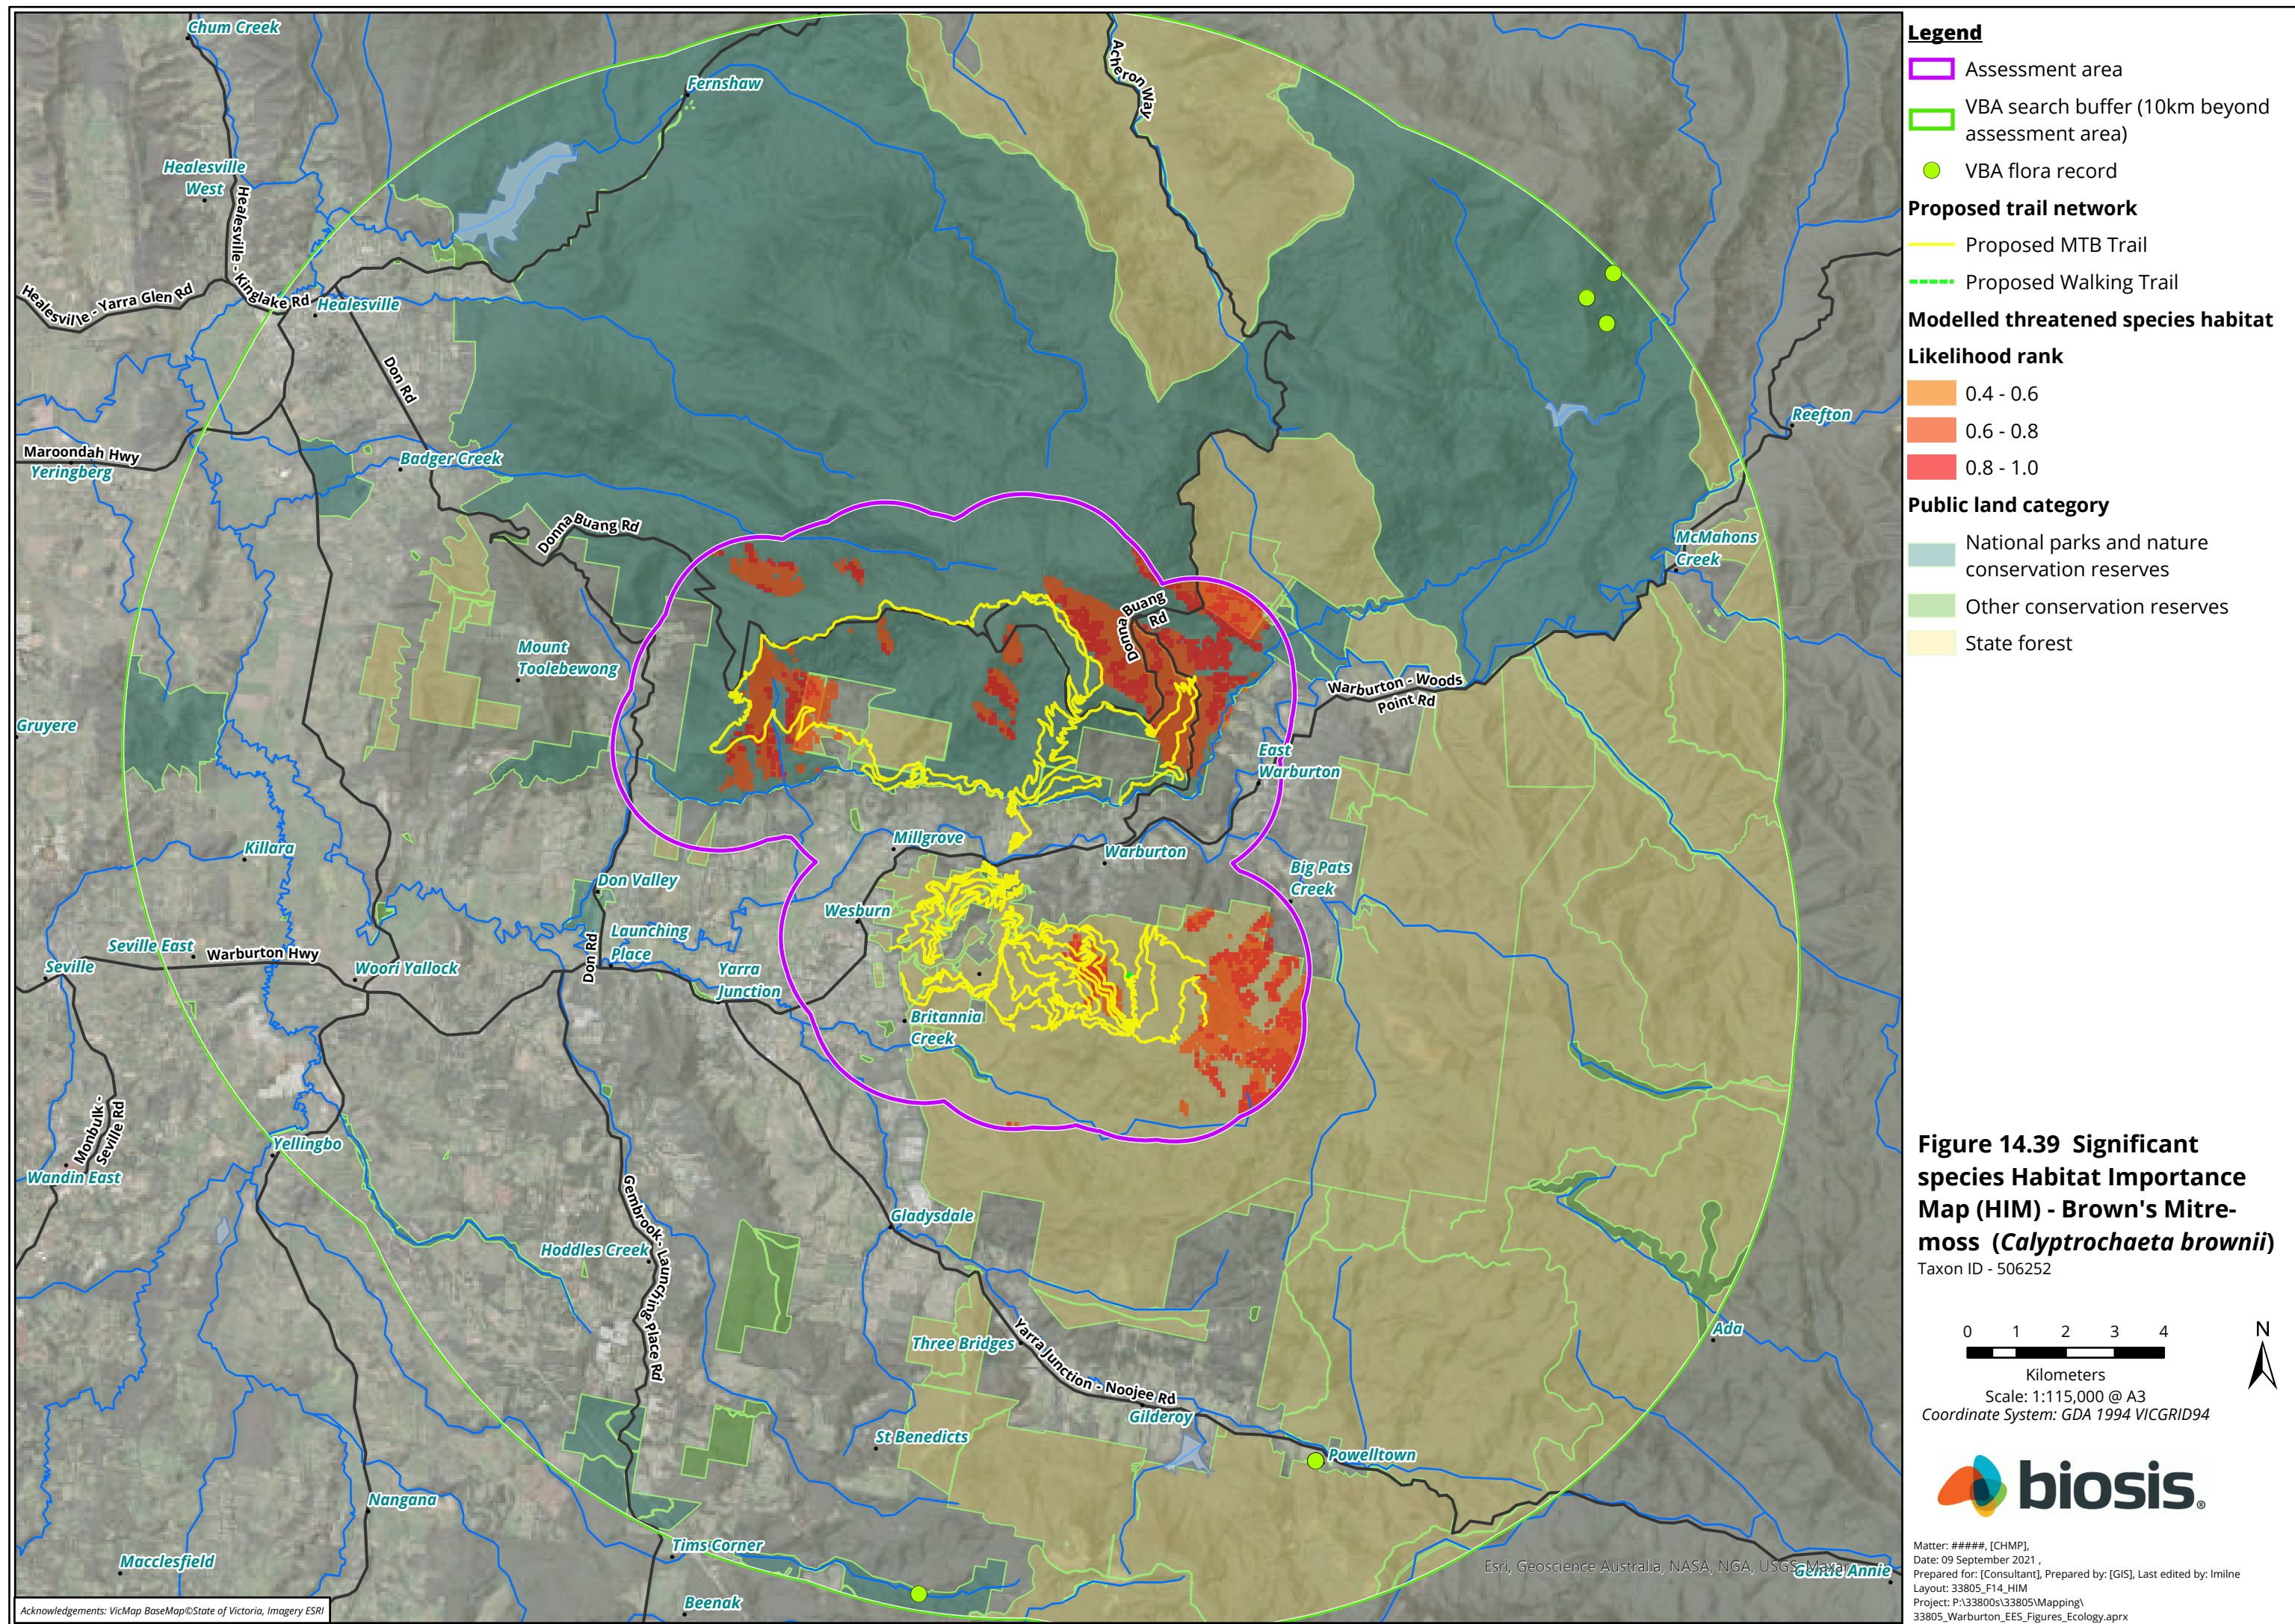 Chum Creek
Fernshaw
Acheron Way
Healesville
West
Healesville - Kinglake Rd
Healesville - Yarra Glen Rd
Healesville
Don Rd
Maroondah Hwy
Yeringberg
Badger Creek
Reefton
Donna Buang Rd
McMahons
Creek
Donna Buang
Rd
Mount
Toolebewong
Warburton - Woods
Point Rd
Gruyere
East
Warburton
Killara
Millgrove
Warburton
Big Pats
Creek
Don Valley
Wesburn
Launching
Place
Don Rd
Seville East
Warburton Hwy
Seville
Woori Yallock
Yarra
Junction
Britannia
Creek
Monbulk -
Seville Rd
Yellingbo
Wandin East
Gembrook - Launching Place Rd
Gladysdale
Hoddles Creek
Three Bridges
Yarra Junction - Noojee Rd
Ada
Gilderoy
St Benedicts
Powelltown
Nangana
Tims Corner
Macclesfield
Beenak
Gentle Annie
Esri, Geoscience Australia, NASA, NGA, USGS, Maxar
Acknowledgements: VicMap BaseMap©State of Victoria, Imagery ESRI
Legend
Assessment area
VBA search buffer (10km beyond
assessment area)
VBA flora record
Proposed trail network
Proposed MTB Trail
Proposed Walking Trail
Modelled threatened species habitat
Likelihood rank
0.4 - 0.6
0.6 - 0.8
0.8 - 1.0
Public land category
National parks and nature
conservation reserves
Other conservation reserves
State forest
Figure 14.39 Significant
species Habitat Importance
Map (HIM) - Brown's Mitre-
moss (Calyptrochaeta brownii)
Taxon ID - 506252
0 1 2 3 4
N
Kilometers
Scale: 1:115,000 @ A3
Coordinate System: GDA 1994 VICGRID94
biosis®
Matter: #####, [CHMP],
Date: 09 September 2021 ,
Prepared for: [Consultant], Prepared by: [GIS], Last edited by: lmilne
Layout: 33805_F14_HIM
Project: P:\33800s\33805\Mapping\
33805_Warburton_EES_Figures_Ecology.aprx